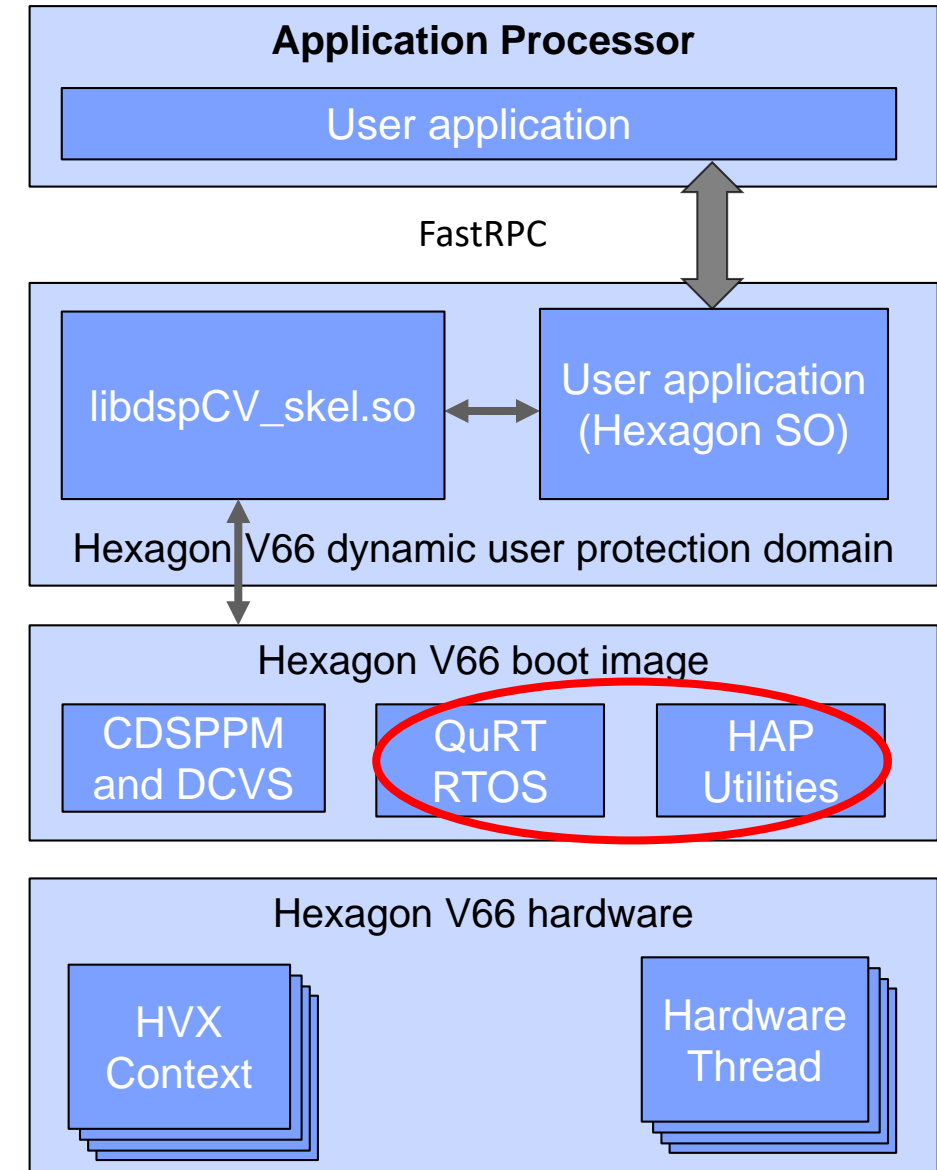 Application Processor
User application
FastRPC
libdspCV_skel.so
User application
(Hexagon SO)
Hexagon V66 dynamic user protection domain
Hexagon V66 boot image
CDSPPM
and DCVS
QuRT
RTOS
HAP
Utilities
Hexagon V66 hardware
HVX
Context
Hardware
Thread